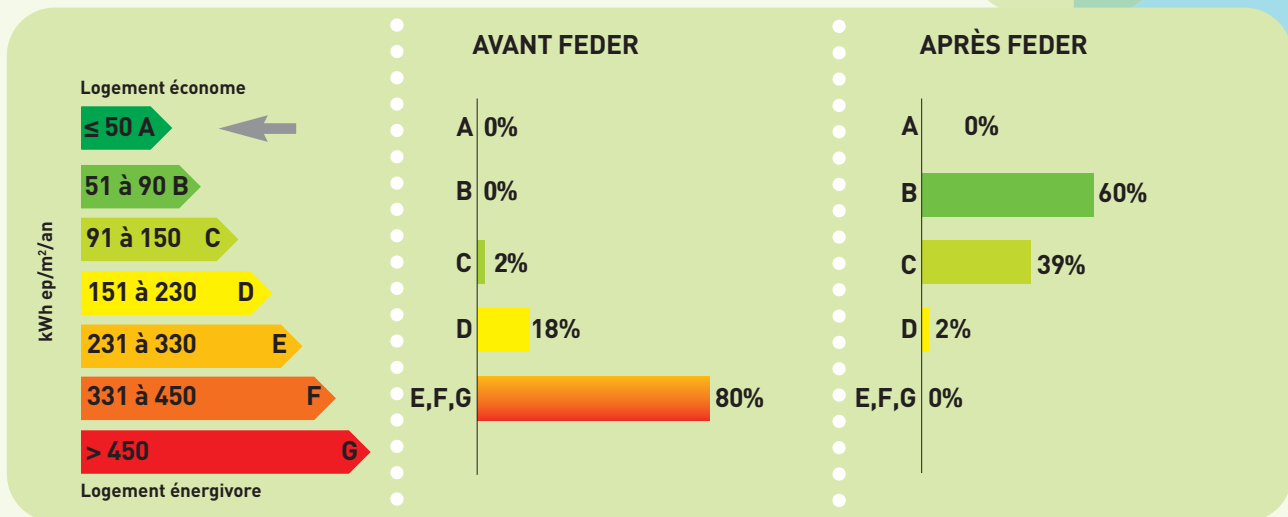 Logement économe
≤ 50 A
51 à 90 B
91 à 150 C
151 à 230 D
231 à 330 E
331 à 450 F
> 450 G
Logement énergivore
kWh ep/m²/an
AVANT FEDER
A 0%
B 0%
C 2%
D 18%
E,F,G 80%
APRÈS FEDER
A 0%
B 60%
C 39%
D 2%
E,F,G 0%